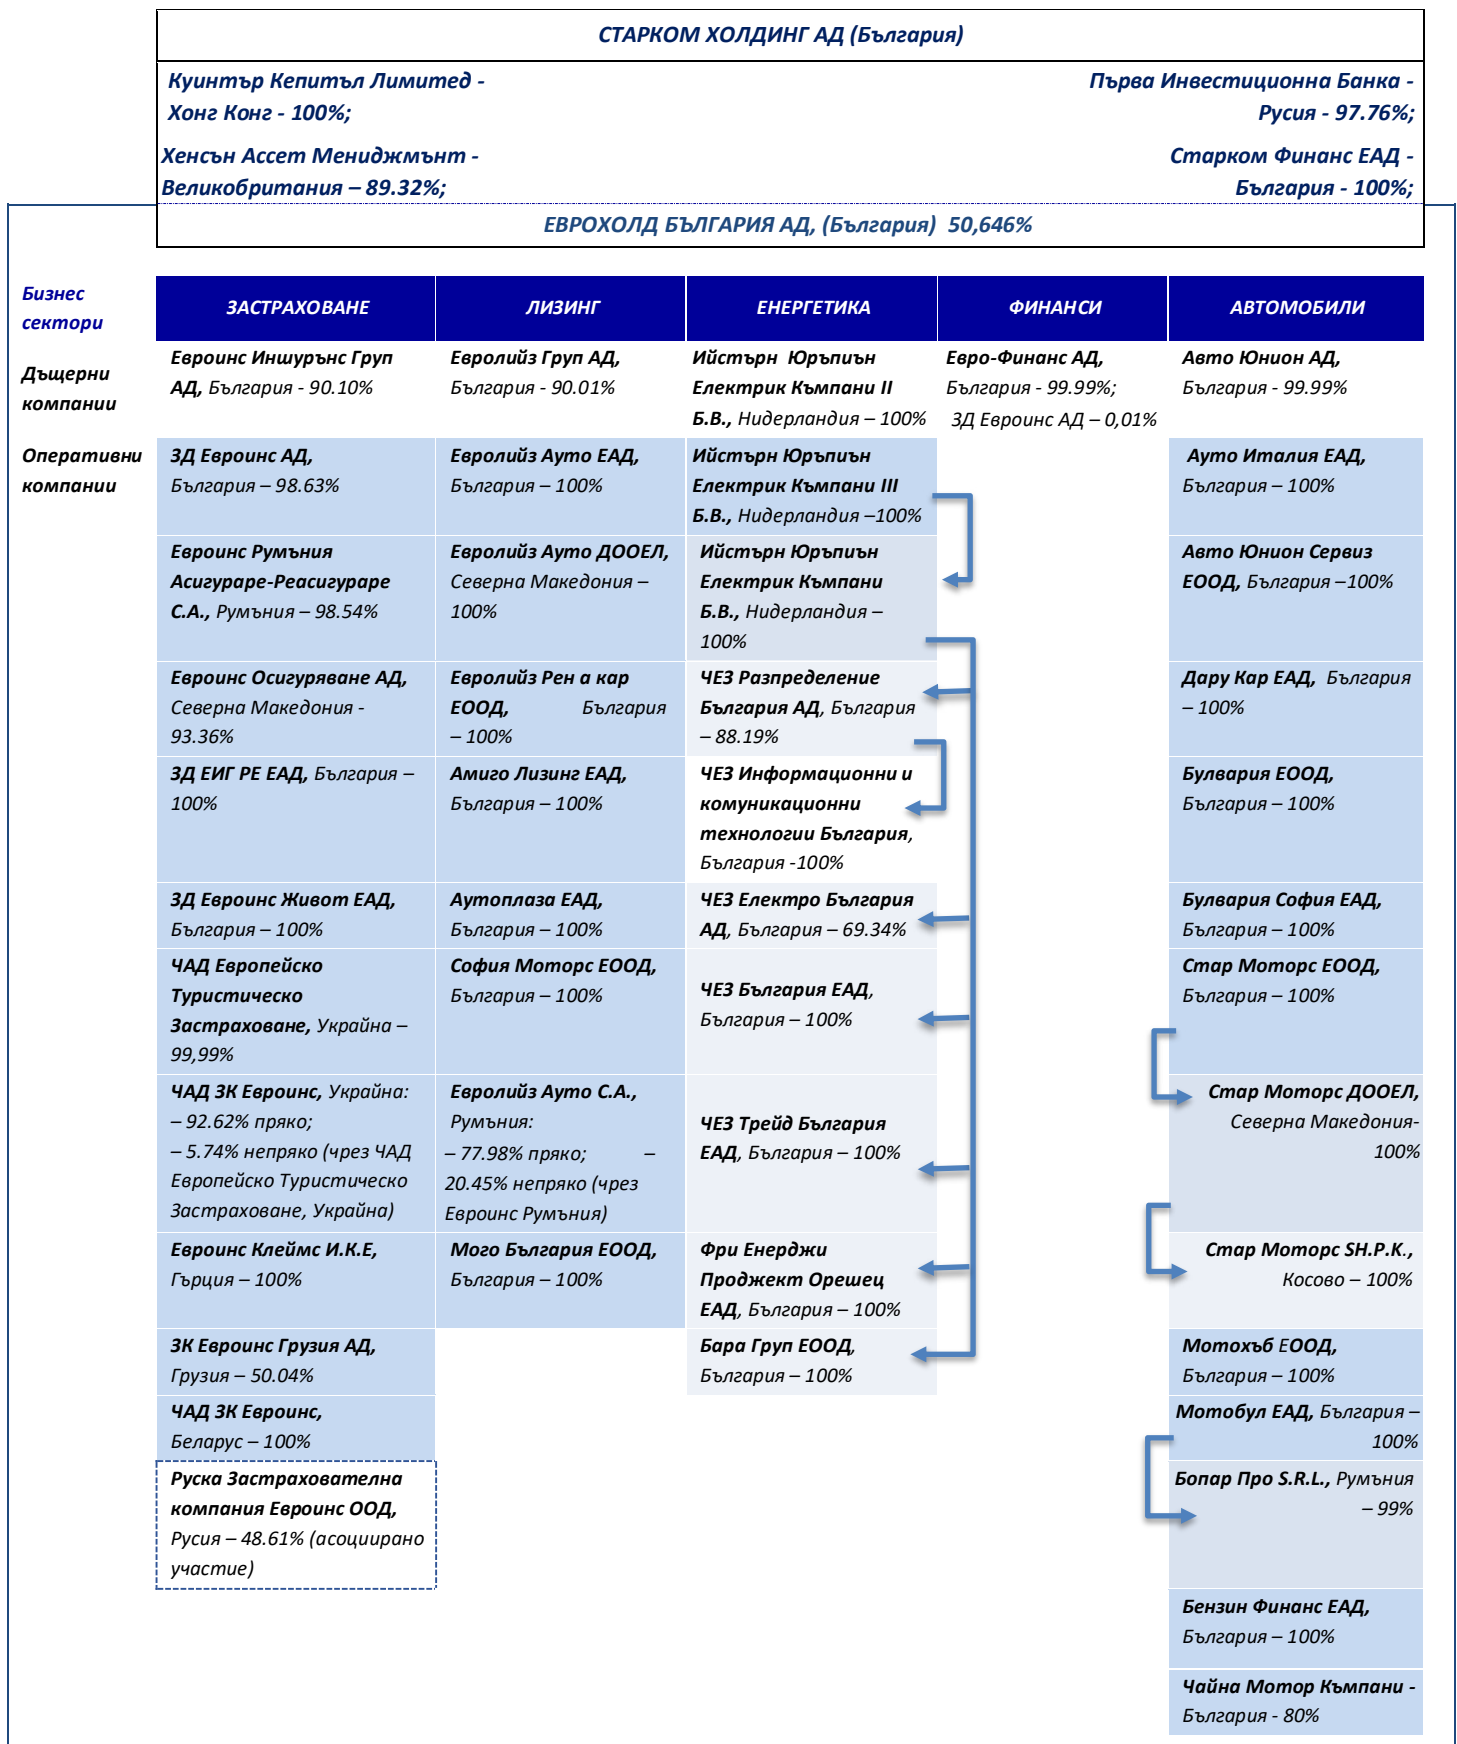 СТАРКОМ ХОЛДИНГ АД (България)
Куинтър Кепитъл Лимитед -
Хонг Конг - 100%;
Първа Инвестиционна Банка -
Русия - 97.76%;
Хенсън Ассет Мениджмънт -
Великобритания – 89.32%;
Старком Финанс ЕАД -
България - 100%;
ЕВРОХОЛД БЪЛГАРИЯ АД, (България) 50,646%
Бизнес
сектори
ЗАСТРАХОВАНЕ
ЛИЗИНГ
ЕНЕРГЕТИКА
ФИНАНСИ
АВТОМОБИЛИ
Дъщерни
компании
Евроинс Иншурънс Груп
АД, България - 90.10%
Евролийз Груп АД,
България - 90.01%
Ийстърн Юръпиън
Електрик Къмпани II
Б.В., Нидерландия – 100%
Евро-Финанс АД,
България - 99.99%;
ЗД Евроинс АД – 0,01%
Авто Юнион АД,
България - 99.99%
Оперативни
компании
ЗД Евроинс АД,
България – 98.63%
Евролийз Ауто ЕАД,
България – 100%
Ийстърн Юръпиън
Електрик Къмпани III
Б.В., Нидерландия –100%
Ауто Италия ЕАД,
България – 100%
Евроинс Румъния
Асигураре-Реасигураре
С.А., Румъния – 98.54%
Евролийз Ауто ДООЕЛ,
Северна Македония –
100%
Ийстърн Юръпиън
Електрик Къмпани
Б.В., Нидерландия –
100%
Авто Юнион Сервиз
ЕООД, България –100%
Евроинс Осигуряване АД,
Северна Македония -
93.36%
Евролийз Рен а кар
ЕООД, България
– 100%
ЧЕЗ Разпределение
България АД, България
– 88.19%
Дару Кар ЕАД, България
– 100%
ЗД ЕИГ РЕ ЕАД, България –
100%
Амиго Лизинг ЕАД,
България – 100%
ЧЕЗ Информационни и
комуникационни
технологии България,
България -100%
Булвария ЕООД,
България – 100%
ЗД Евроинс Живот ЕАД,
България – 100%
Аутоплаза ЕАД,
България – 100%
ЧЕЗ Електро България
АД, България – 69.34%
Булвария София ЕАД,
България – 100%
ЧАД Европейско
Туристическо
Застраховане, Украйна –
99,99%
София Моторс ЕООД,
България – 100%
ЧЕЗ България ЕАД,
България – 100%
Стар Моторс ЕООД,
България – 100%
ЧАД ЗК Евроинс, Украйна:
– 92.62% пряко;
– 5.74% непряко (чрез ЧАД
Европейско Туристическо
Застраховане, Украйна)
Евролийз Ауто С.А.,
Румъния:
– 77.98% пряко; –
20.45% непряко (чрез
Евроинс Румъния)
ЧЕЗ Трейд България
ЕАД, България – 100%
Стар Моторс ДООЕЛ,
Северна Македония-
100%
Евроинс Клеймс И.К.Е,
Гърция – 100%
Мого България ЕООД,
България – 100%
Фри Енерджи
Проджект Орешец
ЕАД, България – 100%
Стар Моторс SH.P.K.,
Косово – 100%
ЗК Евроинс Грузия АД,
Грузия – 50.04%
Бара Груп ЕООД,
България – 100%
Мотохъб ЕООД,
България – 100%
ЧАД ЗК Евроинс,
Беларус – 100%
Мотобул ЕАД, България –
100%
Руска Застрахователна
компания Евроинс ООД,
Русия – 48.61% (асоциирано
участие)
Бопар Про S.R.L., Румъния
– 99%
Бензин Финанс ЕАД,
България – 100%
Чайна Мотор Къмпани -
България - 80%